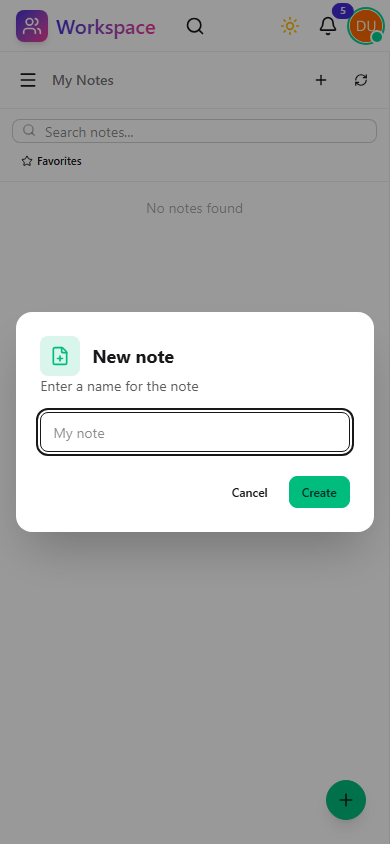 Workspace
5
DU
My Notes
Search notes...
Favorites
No notes found
New note
Enter a name for the note
My note
Cancel
Create